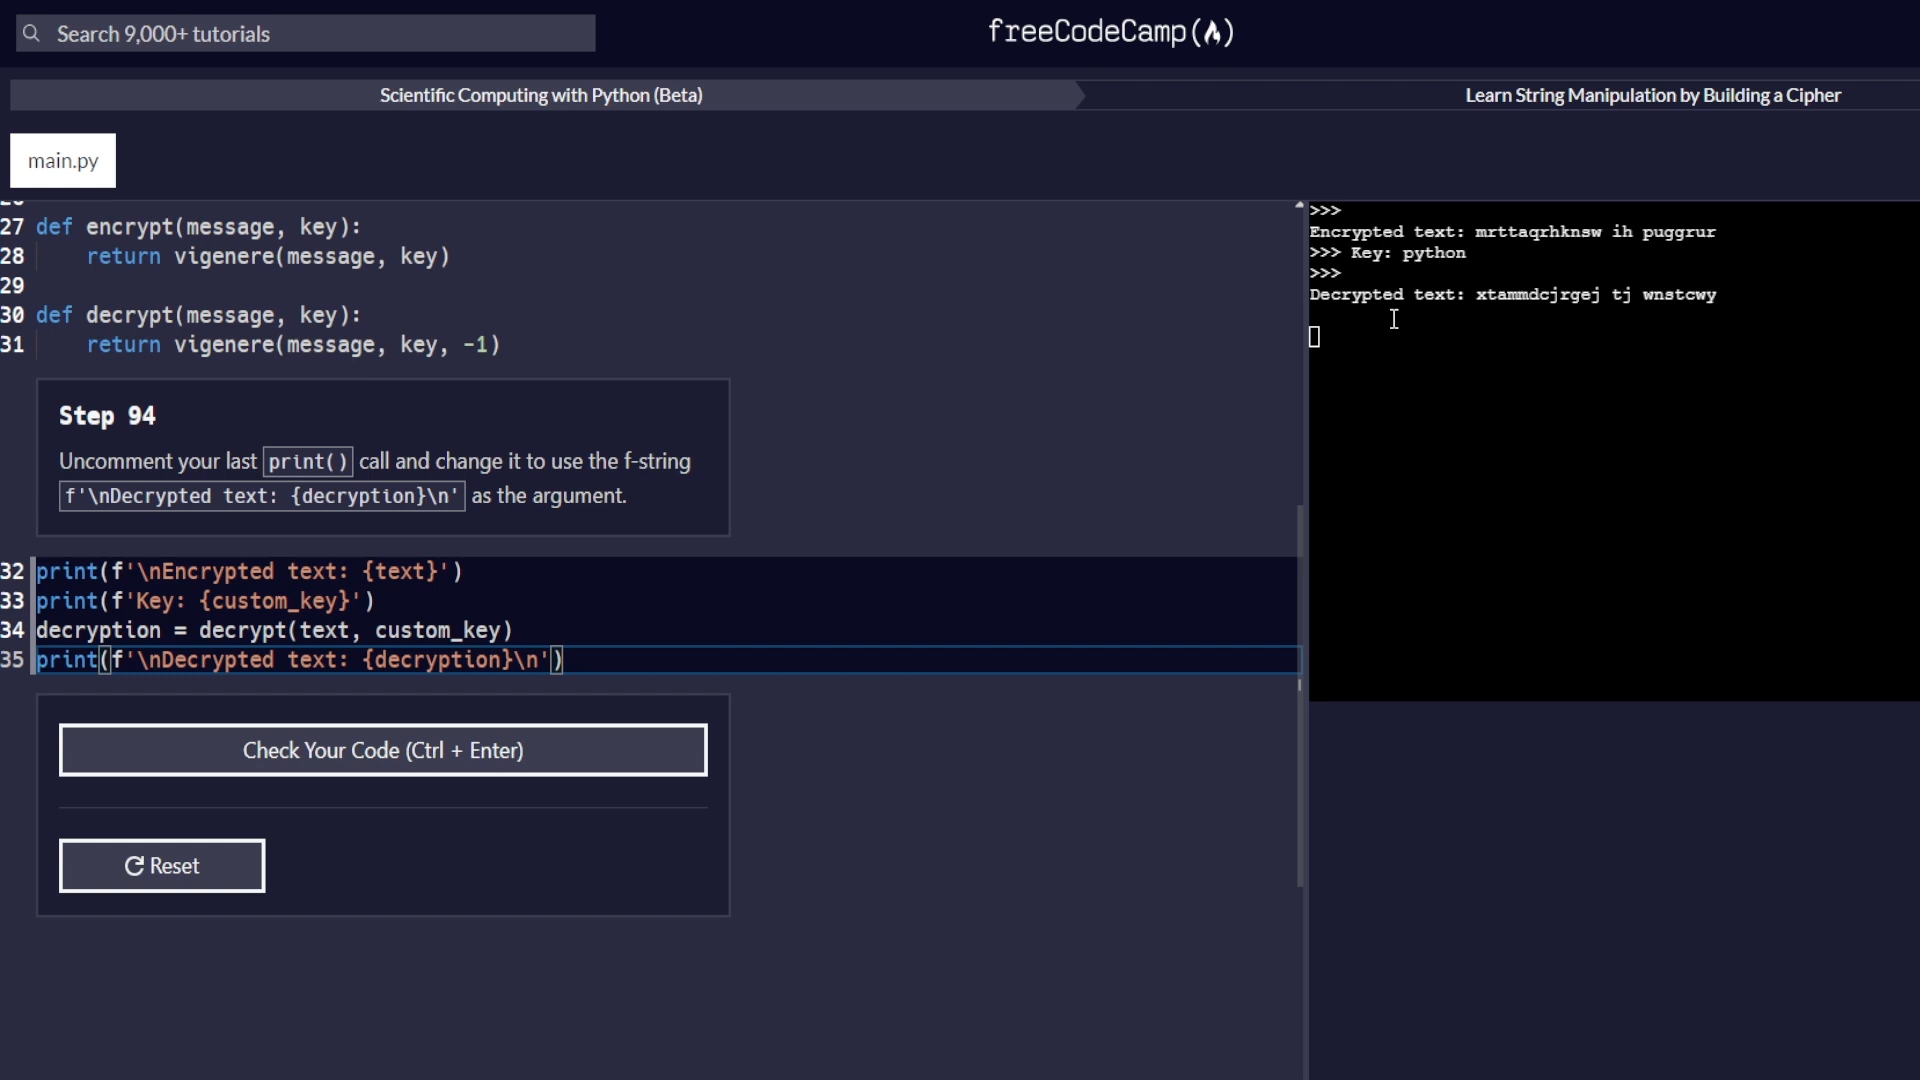 Search 9,000+ tutorials
freeCodeCamp(🔥)
Scientific Computing with Python (Beta)
Learn String Manipulation by Building a Cipher
main.py
27 def encrypt(message, key):
28     return vigenere(message, key)
29
30 def decrypt(message, key):
31     return vigenere(message, key, -1)
Step 94
Uncomment your last print() call and change it to use the f-string
f'\nDecrypted text: {decryption}\n' as the argument.
32 print(f'\nEncrypted text: {text}')
33 print(f'Key: {custom_key}')
34 decryption = decrypt(text, custom_key)
35 print(f'\nDecrypted text: {decryption}\n')
Check Your Code (Ctrl + Enter)
Reset
>>>
Encrypted text: mrttaqrhknsw ih puggrur
>>> Key: python
>>>
Decrypted text: xtammdcjrgej tj wnstcwy